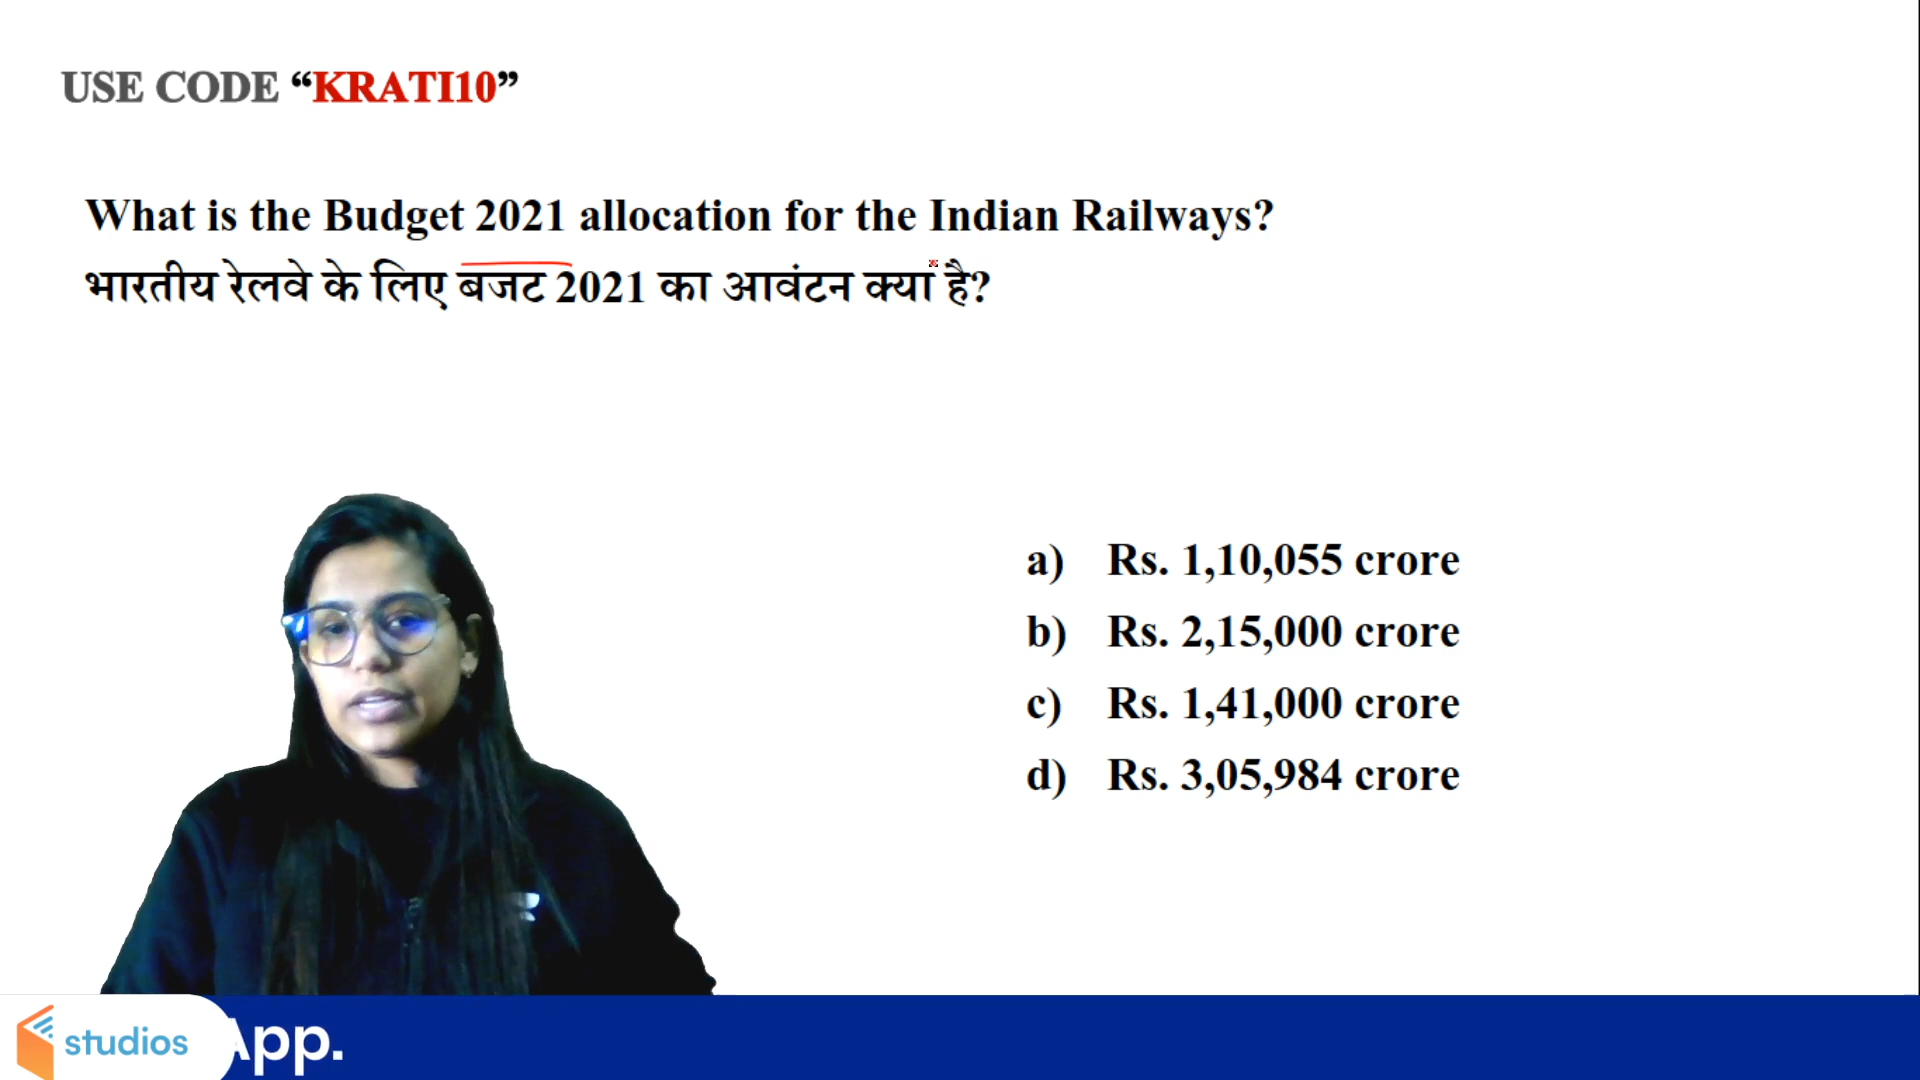 USE CODE “KRATI10”
What is the Budget 2021 allocation for the Indian Railways?
भारतीय रेलवे के लिए बजट 2021 का आवंटन क्या है?
a) Rs. 1,10,055 crore
b) Rs. 2,15,000 crore
c) Rs. 1,41,000 crore
d) Rs. 3,05,984 crore
studios App.